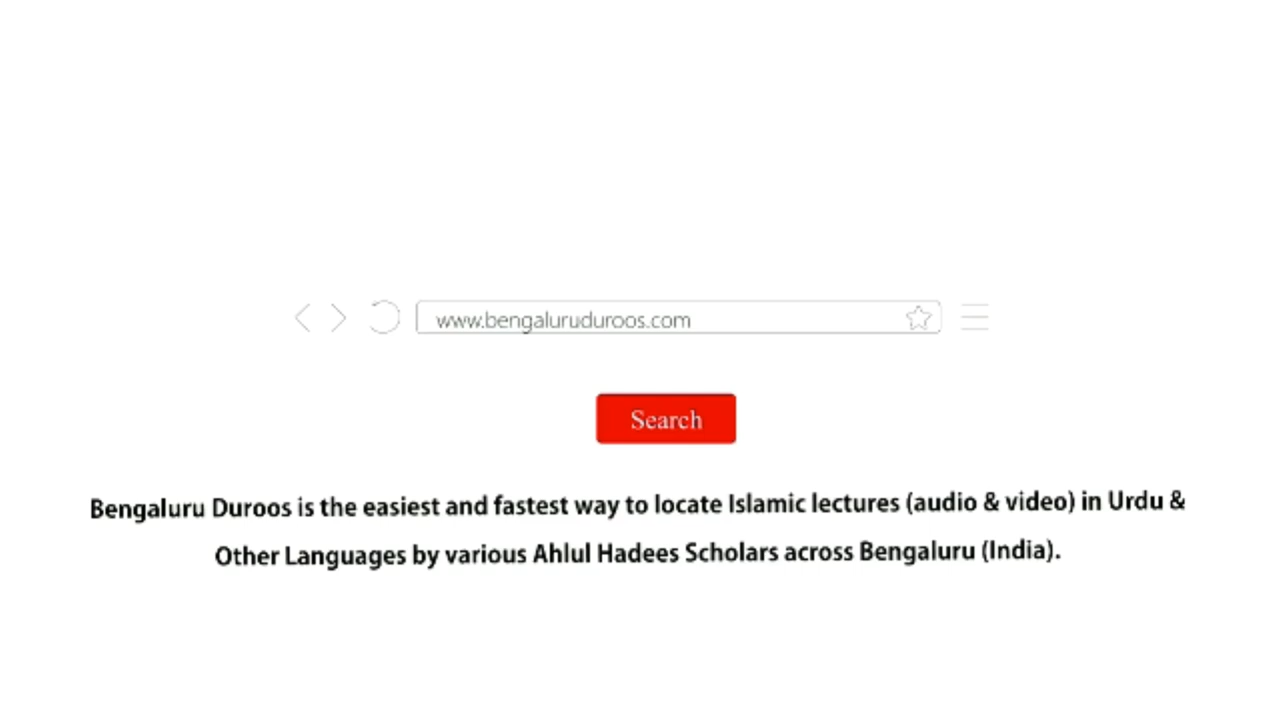 www.bengaluruduroos.com
Search
Bengaluru Duroos is the easiest and fastest way to locate Islamic lectures (audio & video) in Urdu &
Other Languages by various Ahlul Hadees Scholars across Bengaluru (India).